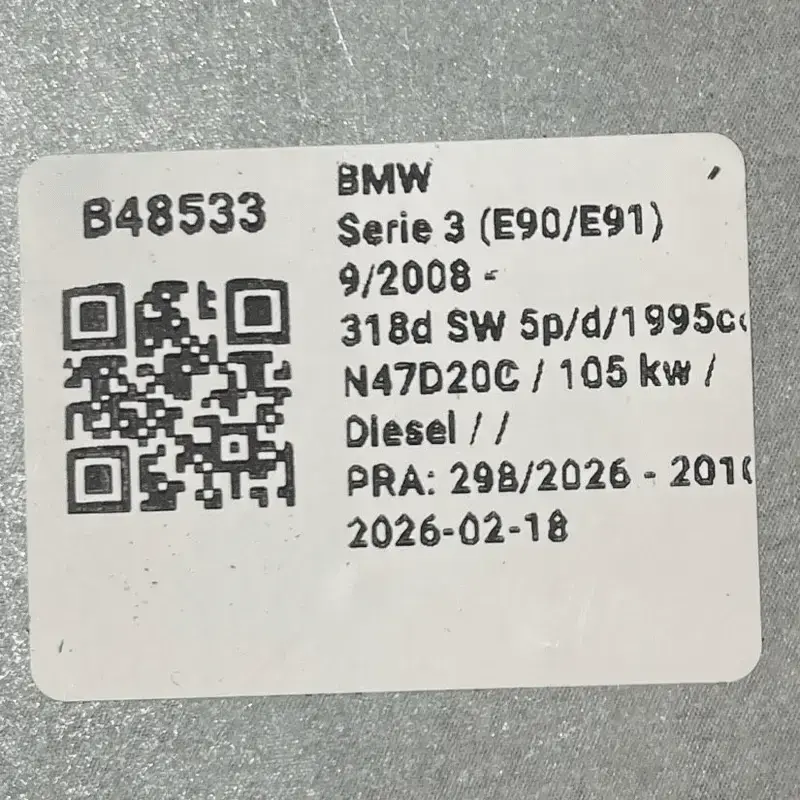 B48533
BMW
Serie 3 (E90/E91)
9/2008 -
318d SW 5p/d/1995c
N47D20C / 105 kw /
Diesel / /
PRA: 298/2026 - 201
2026-02-18